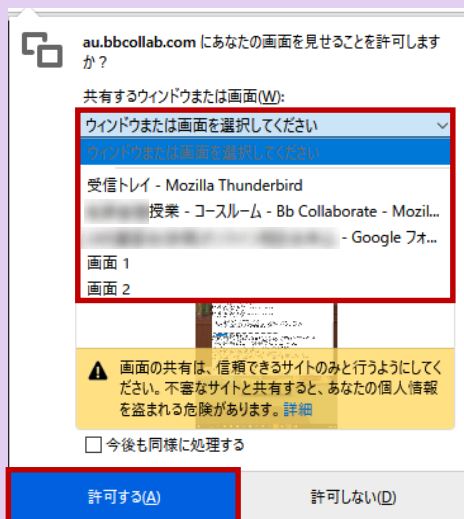 au.bbcollab.com にあなたの画面を見せることを許可します
か？
共有するウィンドウまたは画面(W):
ウィンドウまたは画面を選択してください
ウィンドウまたは画面を選択してください
受信トレイ - Mozilla Thunderbird
授業 - コースルーム - Bb Collaborate - Mozil...
- Google フォ...
画面 1
画面 2
画面の共有は、信頼できるサイトのみと行うようにしてく
ださい。不審なサイトと共有すると、あなたの個人情報
を盗まれる危険があります。詳細
今後も同様に処理する
許可する(A)
許可しない(D)